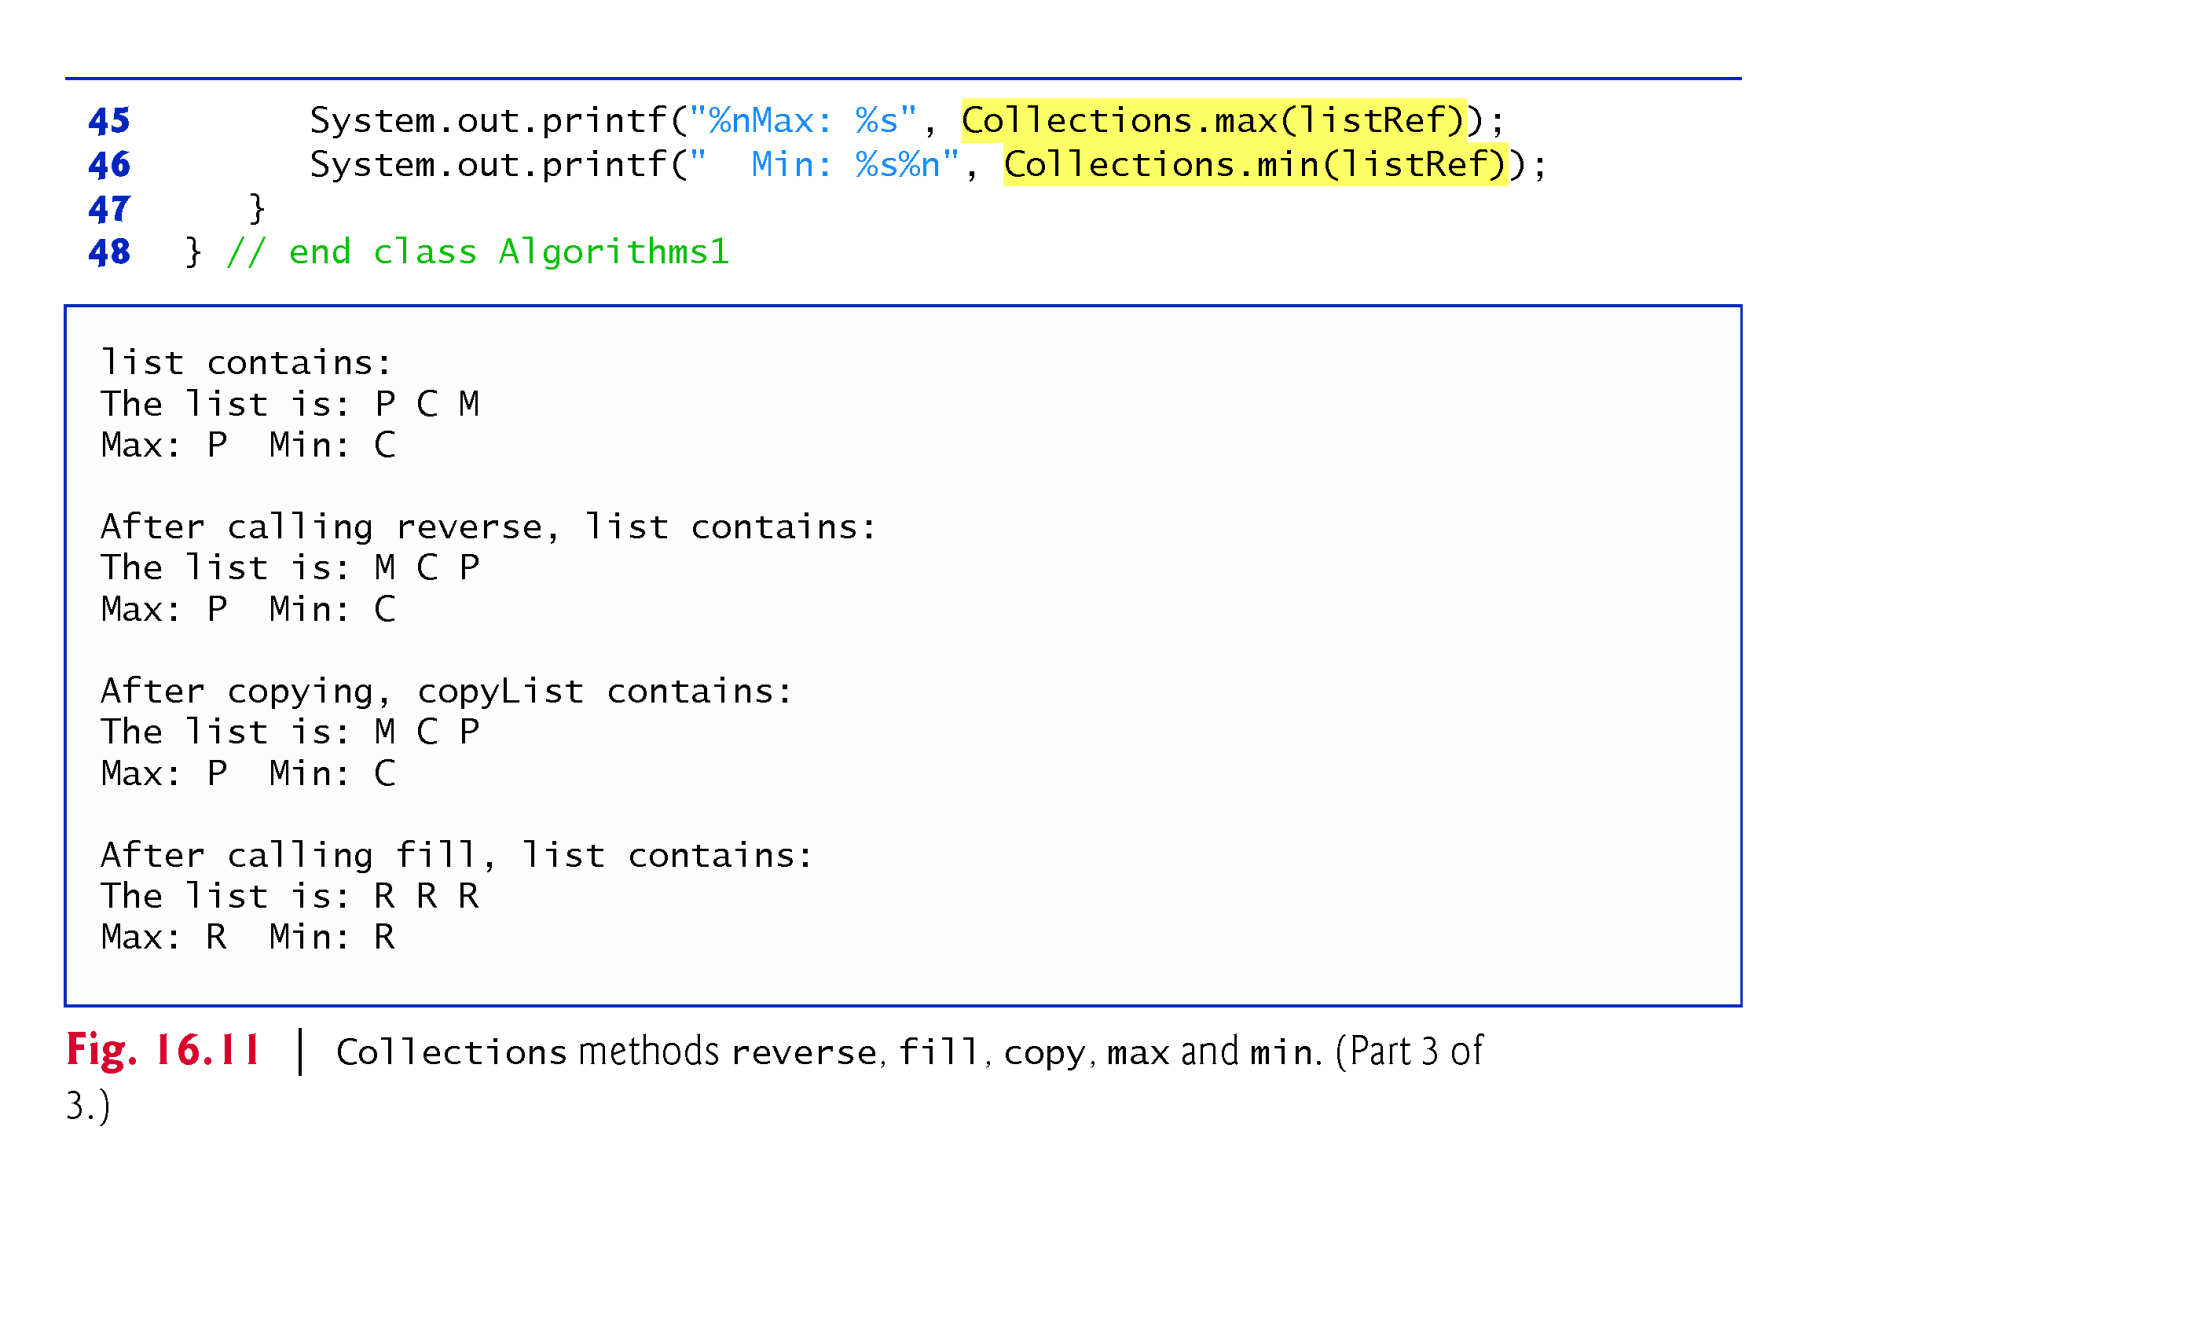 45         System.out.printf("%nMax: %s", Collections.max(listRef));
46         System.out.printf("  Min: %s%n", Collections.min(listRef));
47      }
48   } // end class Algorithms1
list contains:
The list is: P C M
Max: P  Min: C
After calling reverse, list contains:
The list is: M C P
Max: P  Min: C
After copying, copyList contains:
The list is: M C P
Max: P  Min: C
After calling fill, list contains:
The list is: R R R
Max: R  Min: R
Fig. 16.11 | Collections methods reverse, fill, copy, max and min. (Part 3 of
3.)